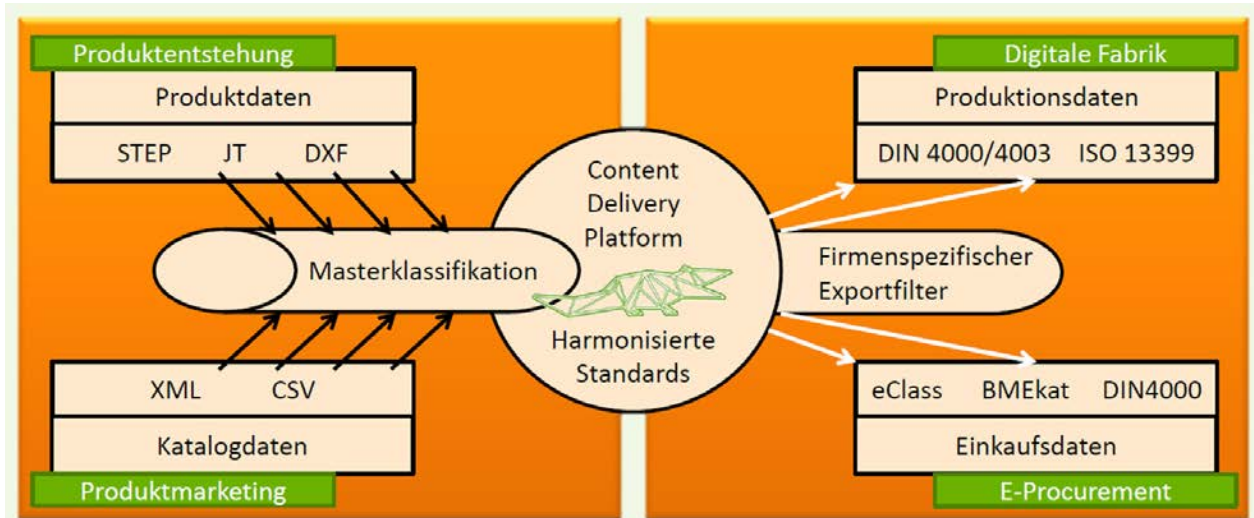 Produktentstehung
Produktdaten
STEP JT DXF
Masterklassifikation
XML CSV
Katalogdaten
Produktmarketing
Content
Delivery
Platform
Harmonisierte
Standards
Digitale Fabrik
Produktionsdaten
DIN 4000/4003 ISO 13399
Firmenspezifischer
Exportfilter
eClass BMEkat DIN4000
Einkaufsdaten
E-Procurement